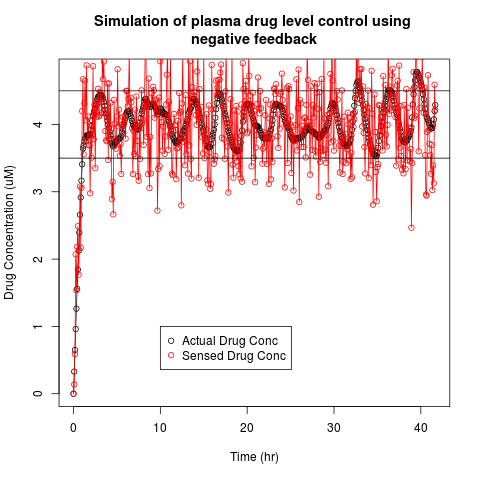 Simulation of plasma drug level control using
negative feedback
Drug Concentration (uM)
4
3
2
1
0
Actual Drug Conc
Sensed Drug Conc
0 10 20 30 40
Time (hr)